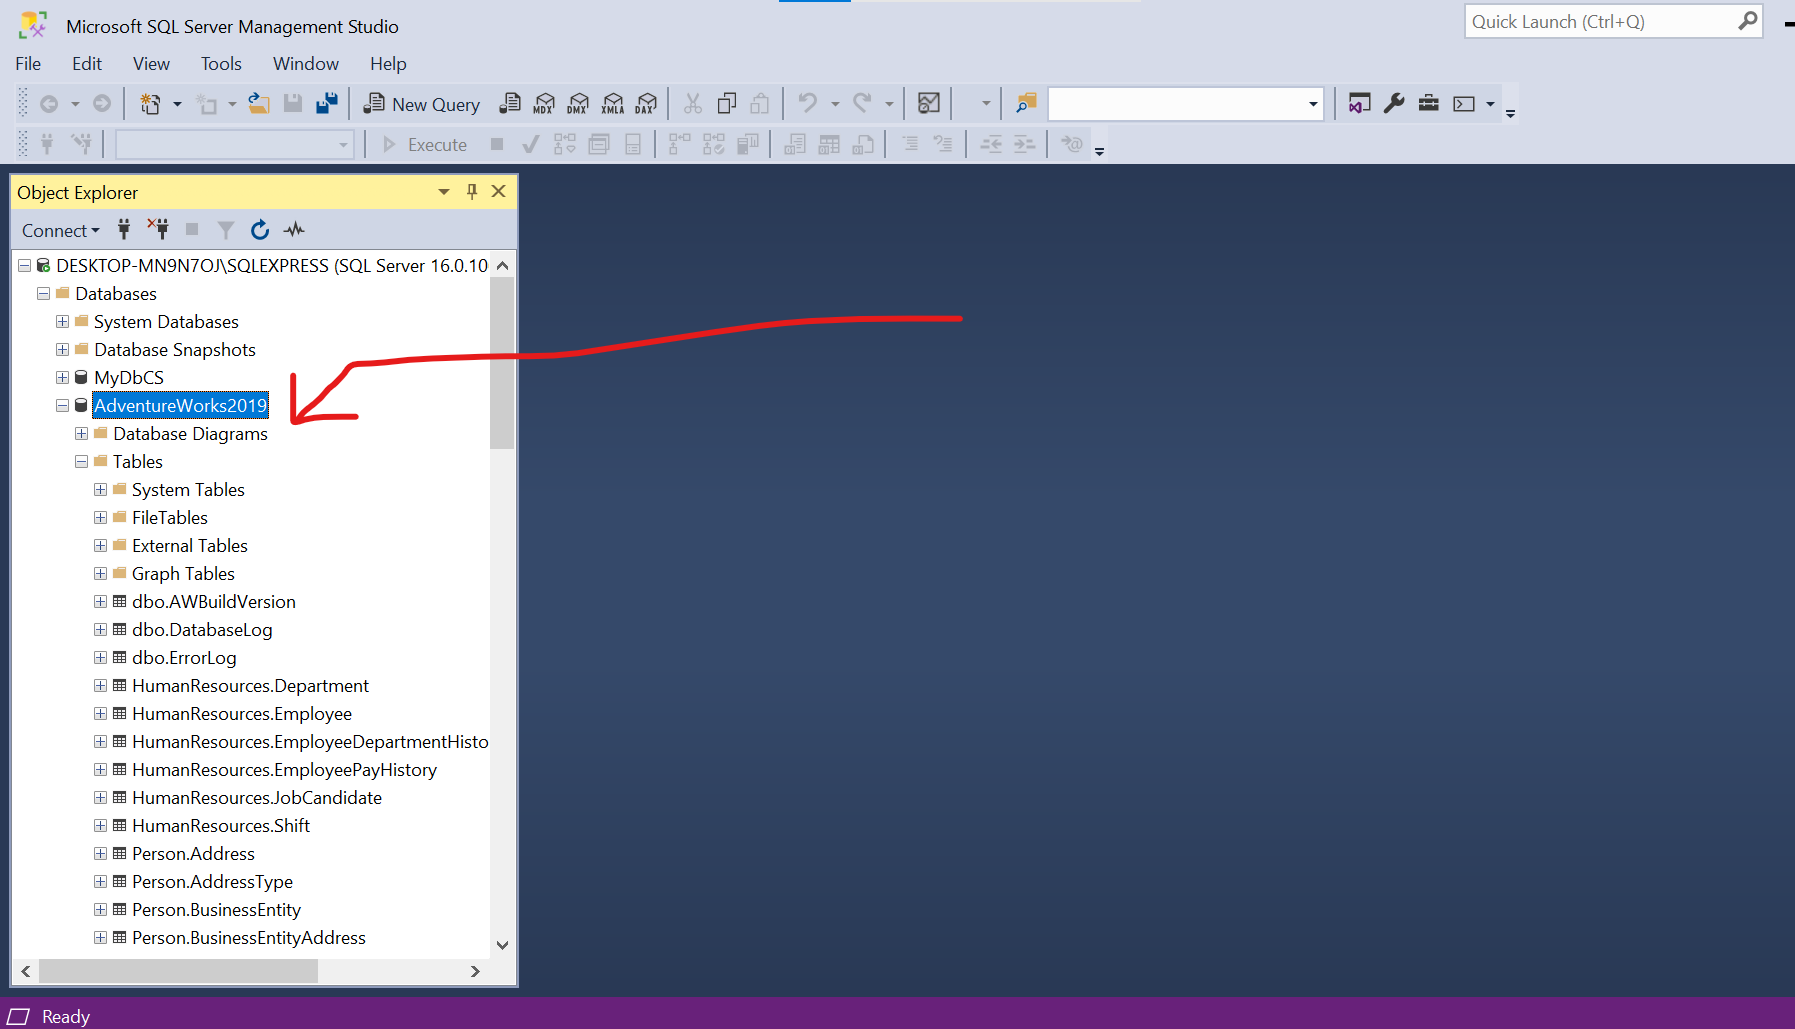 Microsoft SQL Server Management Studio
Quick Launch (Ctrl+Q)
File Edit View Tools Window Help
New Query MDX DMX XMLA DAX
Execute
Object Explorer
Connect
DESKTOP-MN9N7OJ\SQLEXPRESS (SQL Server 16.0.10
Databases
System Databases
Database Snapshots
MyDbCS
AdventureWorks2019
Database Diagrams
Tables
System Tables
FileTables
External Tables
Graph Tables
dbo.AWBuildVersion
dbo.DatabaseLog
dbo.ErrorLog
HumanResources.Department
HumanResources.Employee
HumanResources.EmployeeDepartmentHisto
HumanResources.EmployeePayHistory
HumanResources.JobCandidate
HumanResources.Shift
Person.Address
Person.AddressType
Person.BusinessEntity
Person.BusinessEntityAddress
Ready